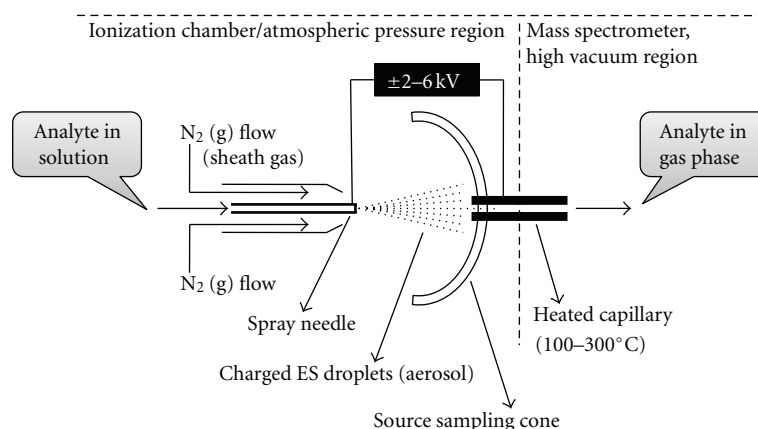 Ionization chamber/atmospheric pressure region
Mass spectrometer,
high vacuum region
±2–6 kV
Analyte in
solution
N₂ (g) flow
(sheath gas)
Analyte in
gas phase
N₂ (g) flow
Spray needle
Heated capillary
(100–300°C)
Charged ES droplets (aerosol)
Source sampling cone